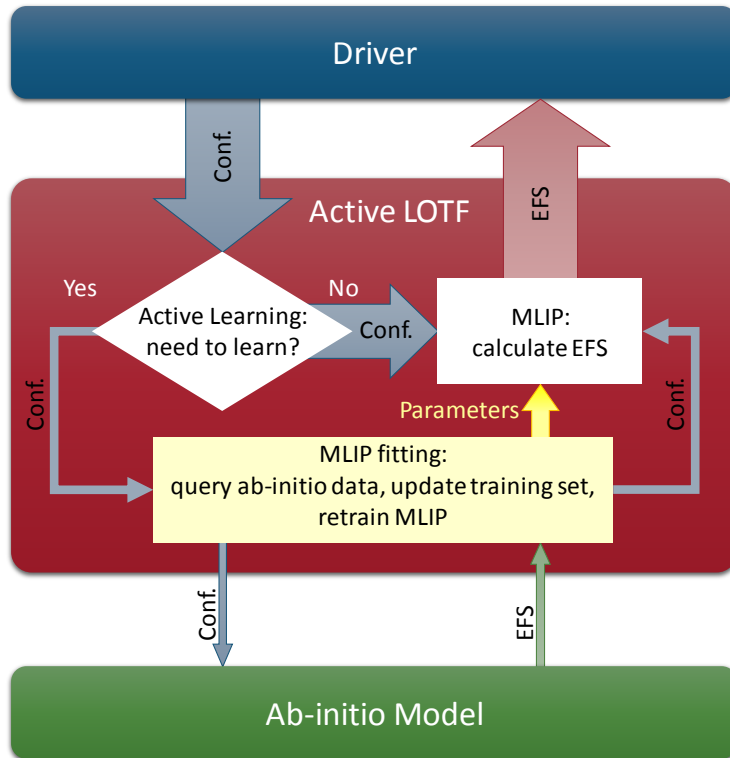 Driver
Conf.
EFS
Active LOTF
Yes
No
Active Learning:
need to learn?
Conf.
MLIP:
calculate EFS
Conf.
Parameters
Conf.
MLIP fitting:
query ab-initio data, update training set,
retrain MLIP
Conf.
EFS
Ab-initio Model